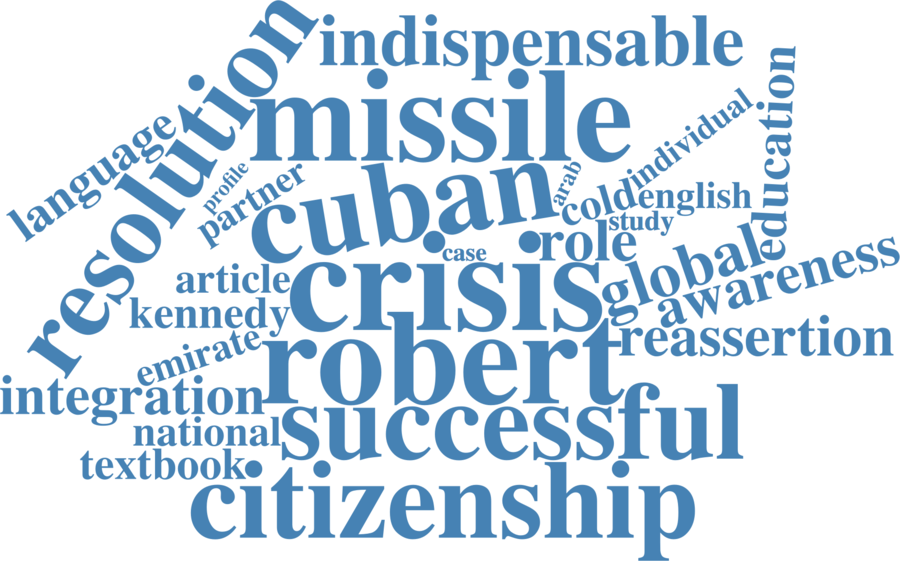 indispensable
resolution
missile
language
profile
partner
cuban
arab
individual
education
cold
english
study
role
case
crisis
global
awareness
article
kennedy
robert
reassertion
emirate
integration
successful
national
textbook
citizenship